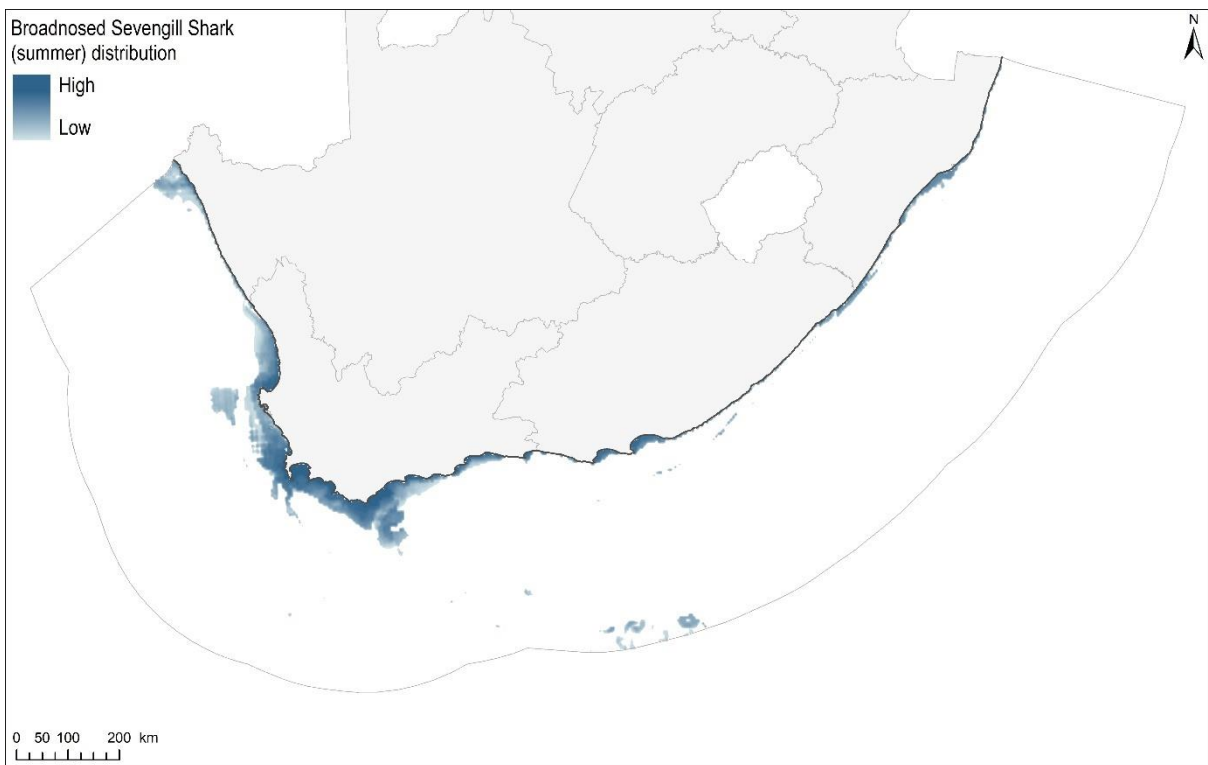 Broadnosed Sevengill Shark
(summer) distribution
High
Low
N
0 50 100 200 km